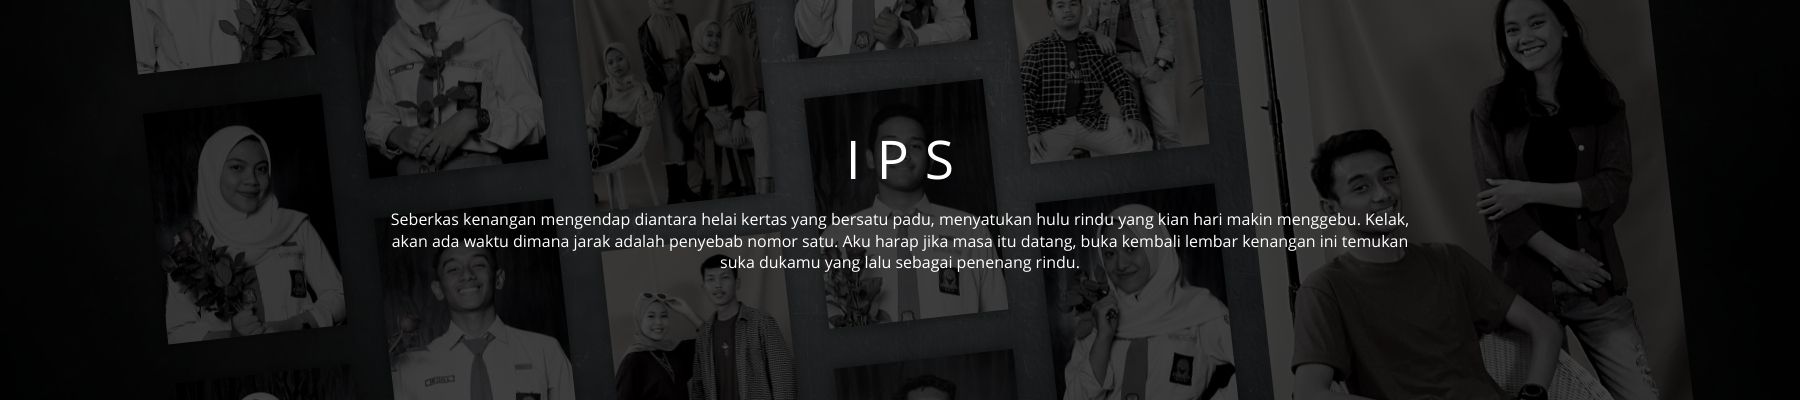 IPS
Seberkas kenangan mengendap diantara helai kertas yang bersatu padu, menyatukan hulu rindu yang kian hari makin menggebu. Kelak,
akan ada waktu dimana jarak adalah penyebab nomor satu. Aku harap jika masa itu datang, buka kembali lembar kenangan ini temukan
suka dukamu yang lalu sebagai penenang rindu.